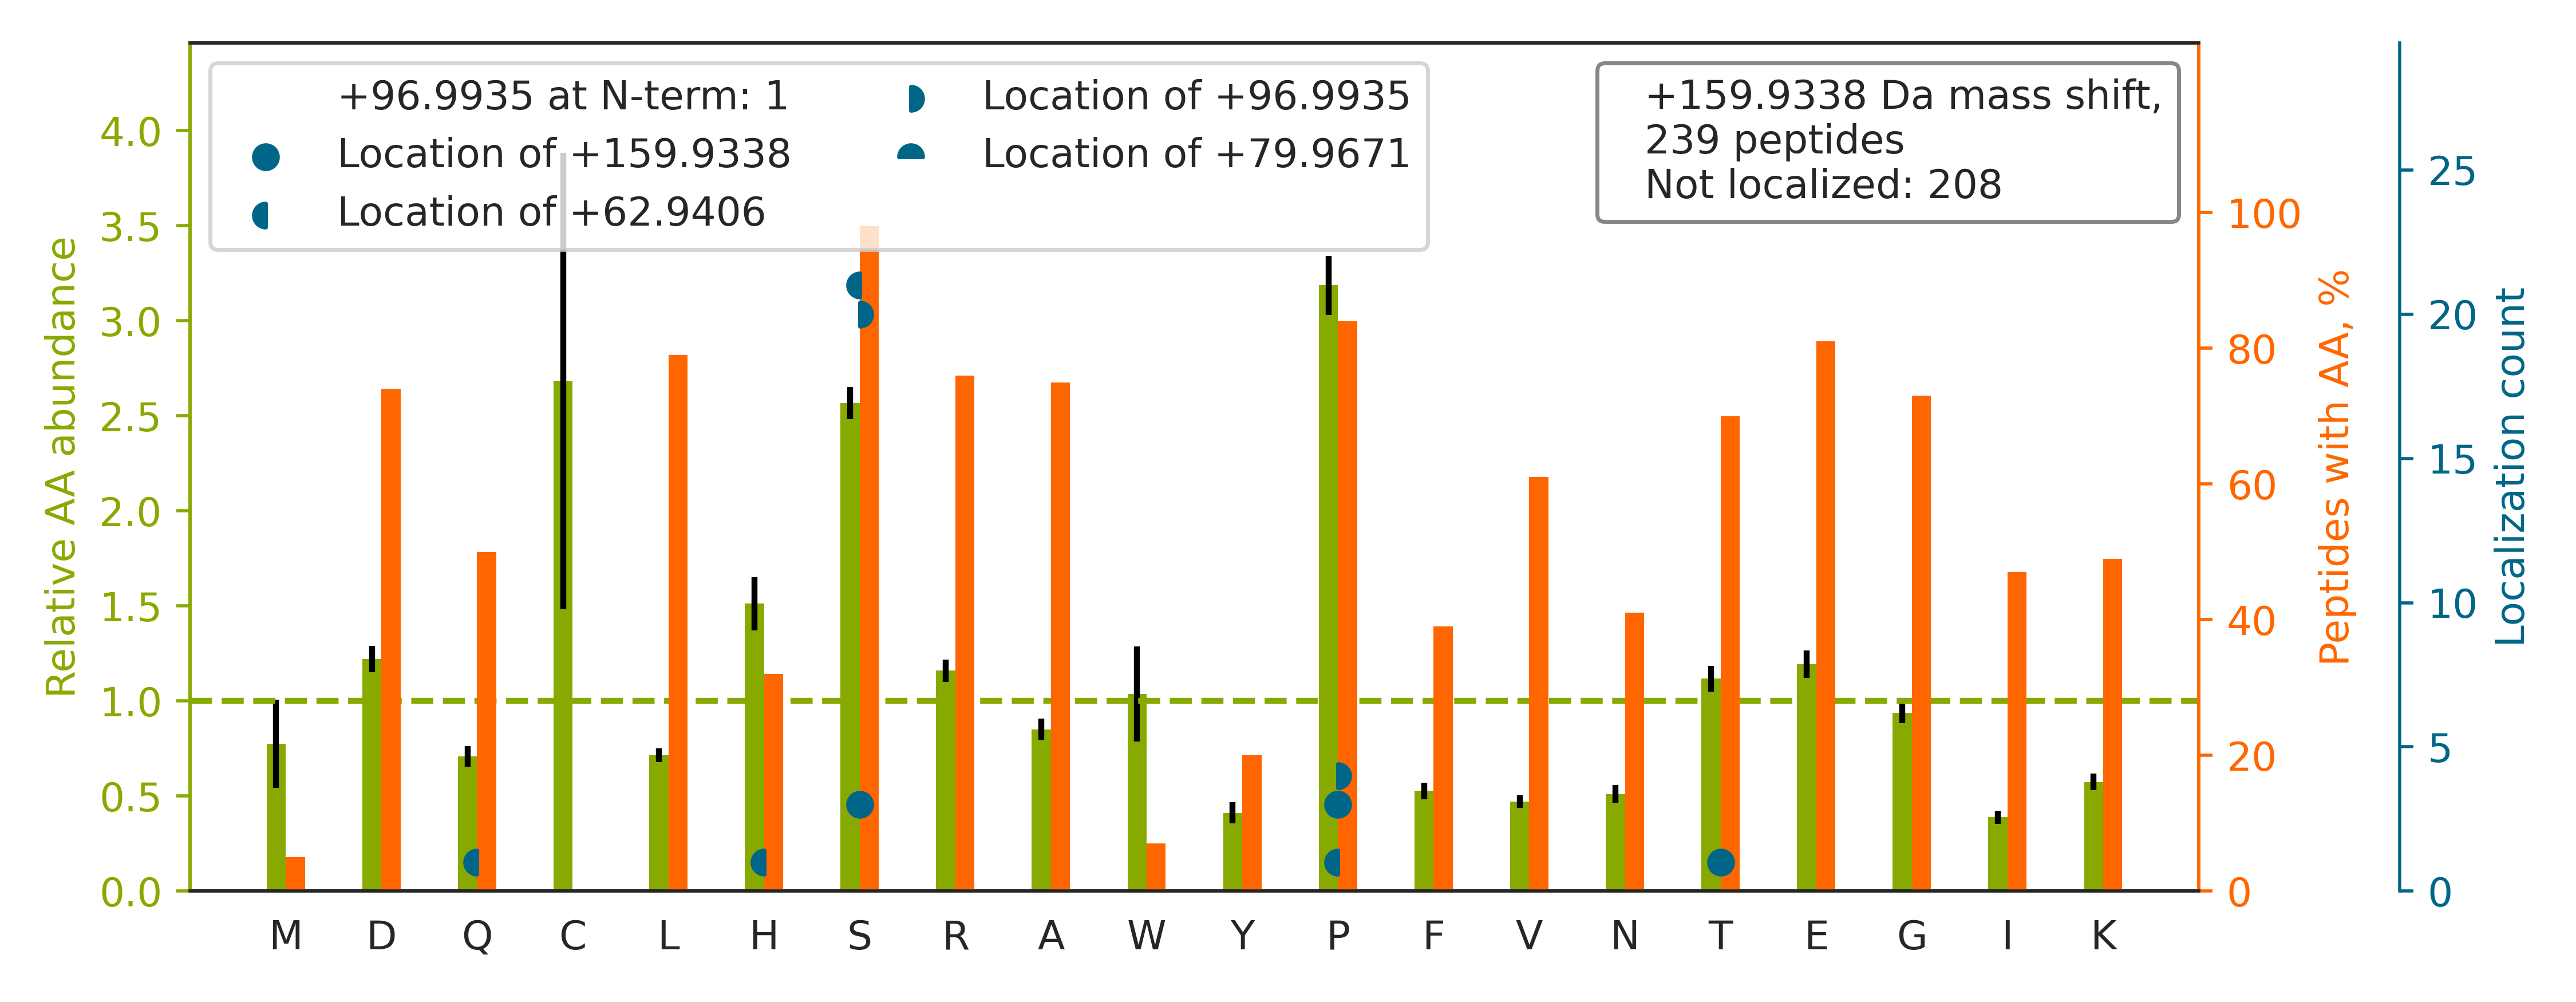 +96.9935 at N-term: 1
Location of +159.9338
Location of +62.9406
Location of +96.9935
Location of +79.9671
+159.9338 Da mass shift,
239 peptides
Not localized: 208
Relative AA abundance
4.0
3.5
3.0
2.5
2.0
1.5
1.0
0.5
0.0
Peptides with AA, %
100
80
60
40
20
0
Localization count
25
20
15
10
5
0
M D Q C L H S R A W Y P F V N T E G I K